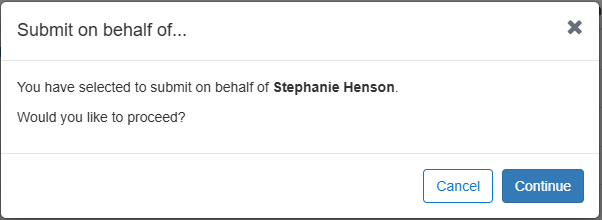 Submit on behalf of...
You have selected to submit on behalf of Stephanie Henson.
Would you like to proceed?
Cancel Continue